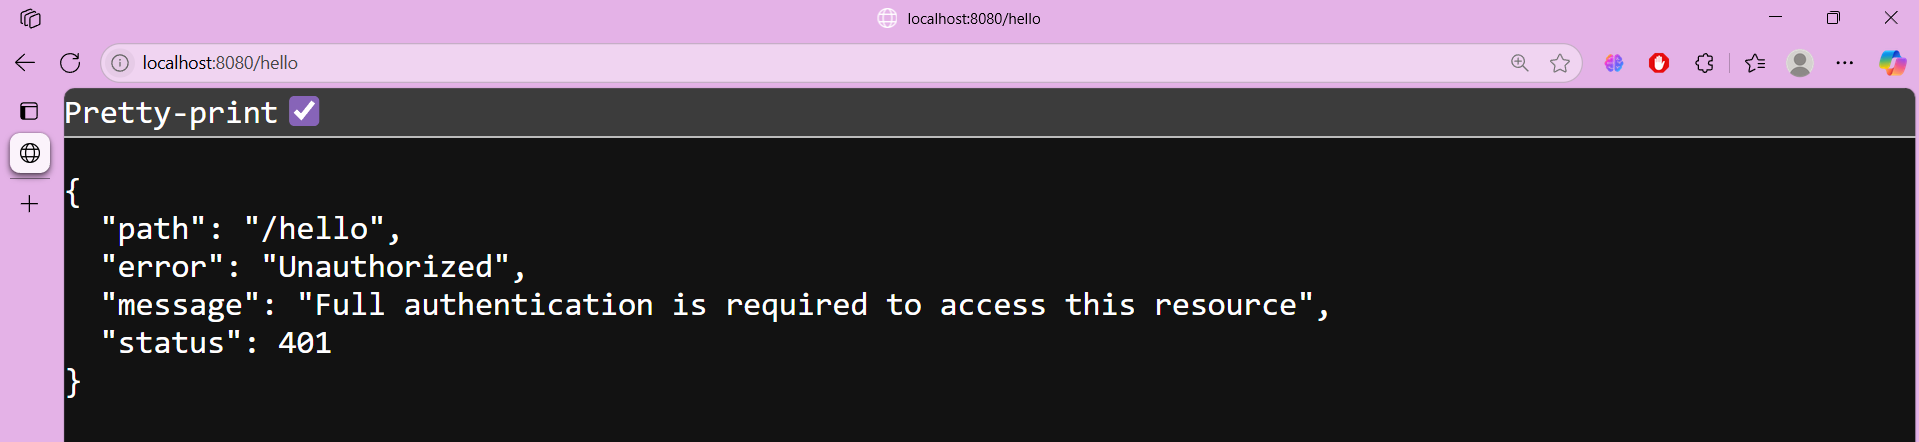 localhost:8080/hello
localhost:8080/hello
Pretty-print
{
  "path": "/hello",
  "error": "Unauthorized",
  "message": "Full authentication is required to access this resource",
  "status": 401
}